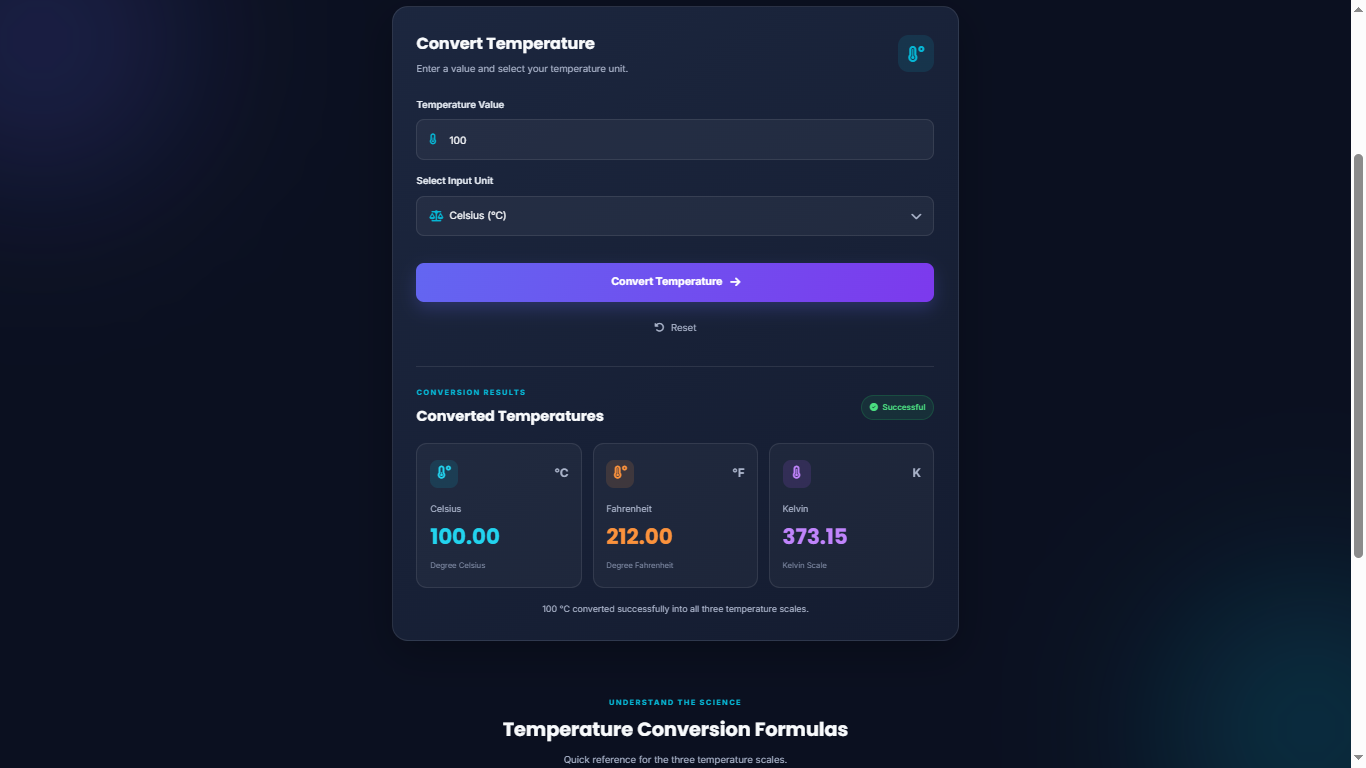 Convert Temperature
Enter a value and select your temperature unit.
Temperature Value
100
Select Input Unit
Celsius (°C)
Convert Temperature →
Reset
CONVERSION RESULTS
Converted Temperatures
Successful
°C
Celsius
100.00
Degree Celsius
°F
Fahrenheit
212.00
Degree Fahrenheit
K
Kelvin
373.15
Kelvin Scale
100 °C converted successfully into all three temperature scales.
UNDERSTAND THE SCIENCE
Temperature Conversion Formulas
Quick reference for the three temperature scales.